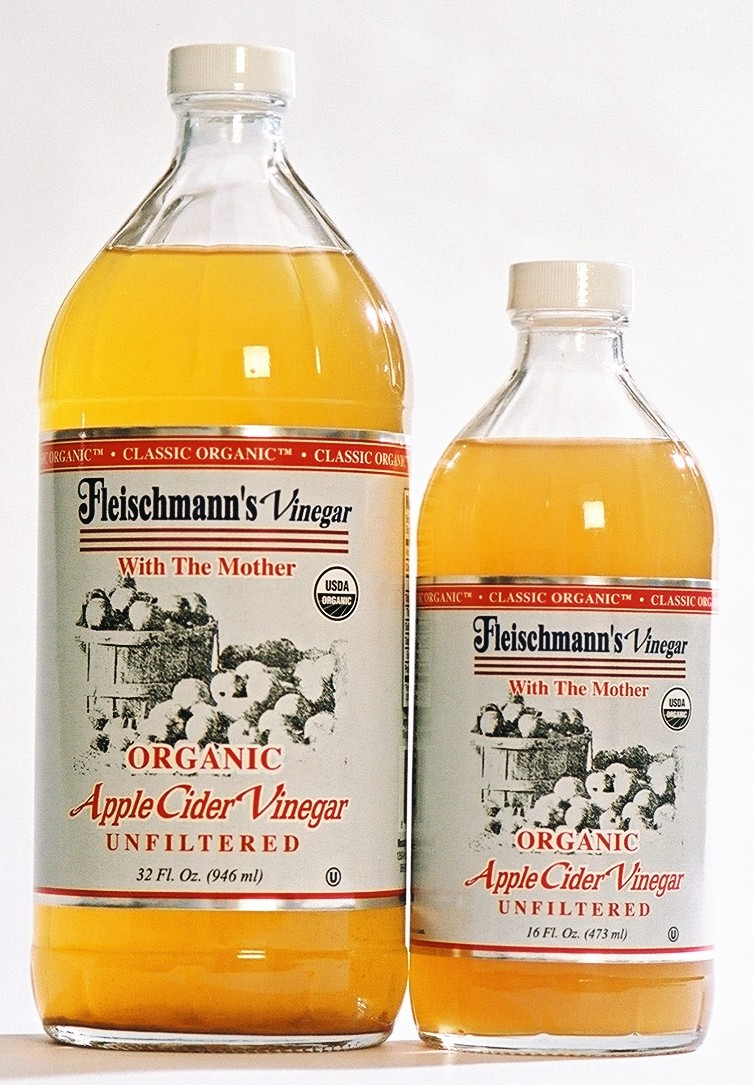 ORGANIC™ • CLASSIC ORGANIC™ • CLASSIC ORGANIC
Fleischmann's Vinegar
With The Mother
USDA
ORGANIC
ORGANIC
Apple Cider Vinegar
UNFILTERED
32 Fl. Oz. (946 ml)
U
ORGANIC™ • CLASSIC ORGANIC™ • CLASSIC ORG
Fleischmann's Vinegar
With The Mother
USDA
ORGANIC
ORGANIC
Apple Cider Vinegar
UNFILTERED
16 Fl. Oz. (473 ml)
U